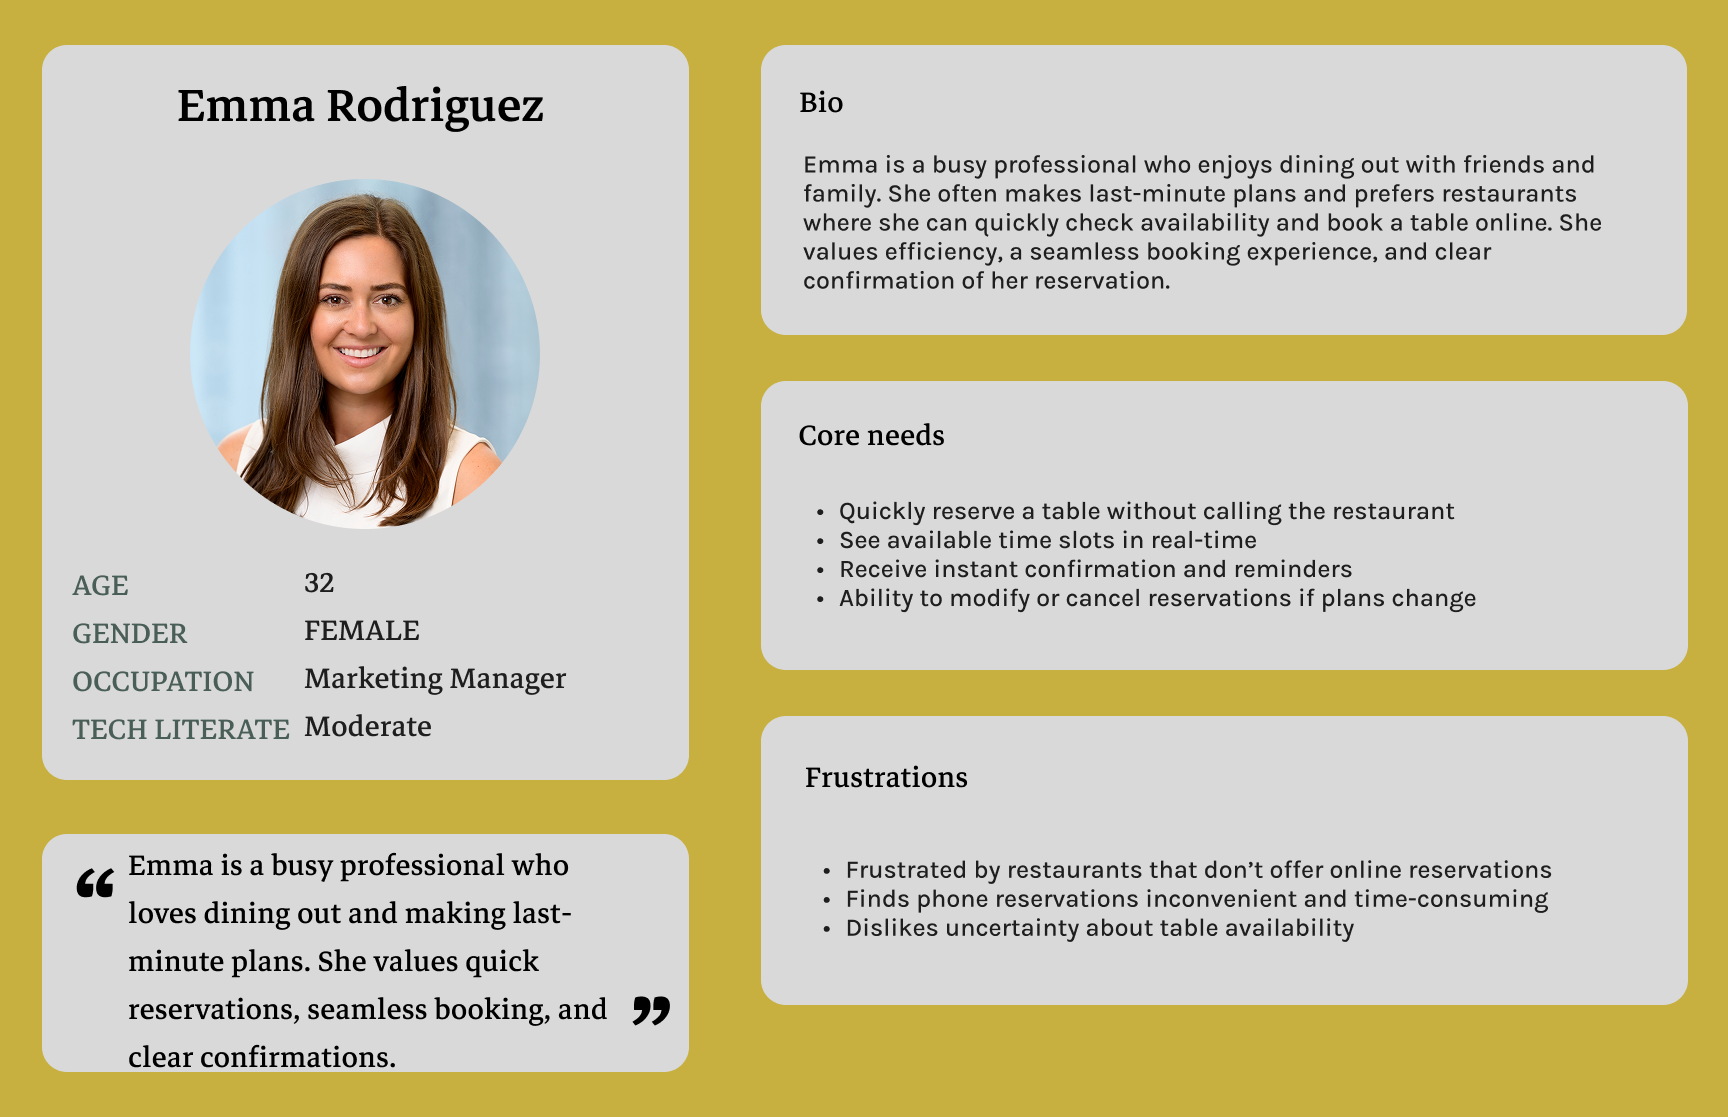 Emma Rodriguez
AGE 32
GENDER FEMALE
OCCUPATION Marketing Manager
TECH LITERATE Moderate
“ Emma is a busy professional who
loves dining out and making last-
minute plans. She values quick
reservations, seamless booking, and ”
clear confirmations.
Bio
Emma is a busy professional who enjoys dining out with friends and
family. She often makes last-minute plans and prefers restaurants
where she can quickly check availability and book a table online. She
values efficiency, a seamless booking experience, and clear
confirmation of her reservation.
Core needs
• Quickly reserve a table without calling the restaurant
• See available time slots in real-time
• Receive instant confirmation and reminders
• Ability to modify or cancel reservations if plans change
Frustrations
• Frustrated by restaurants that don’t offer online reservations
• Finds phone reservations inconvenient and time-consuming
• Dislikes uncertainty about table availability